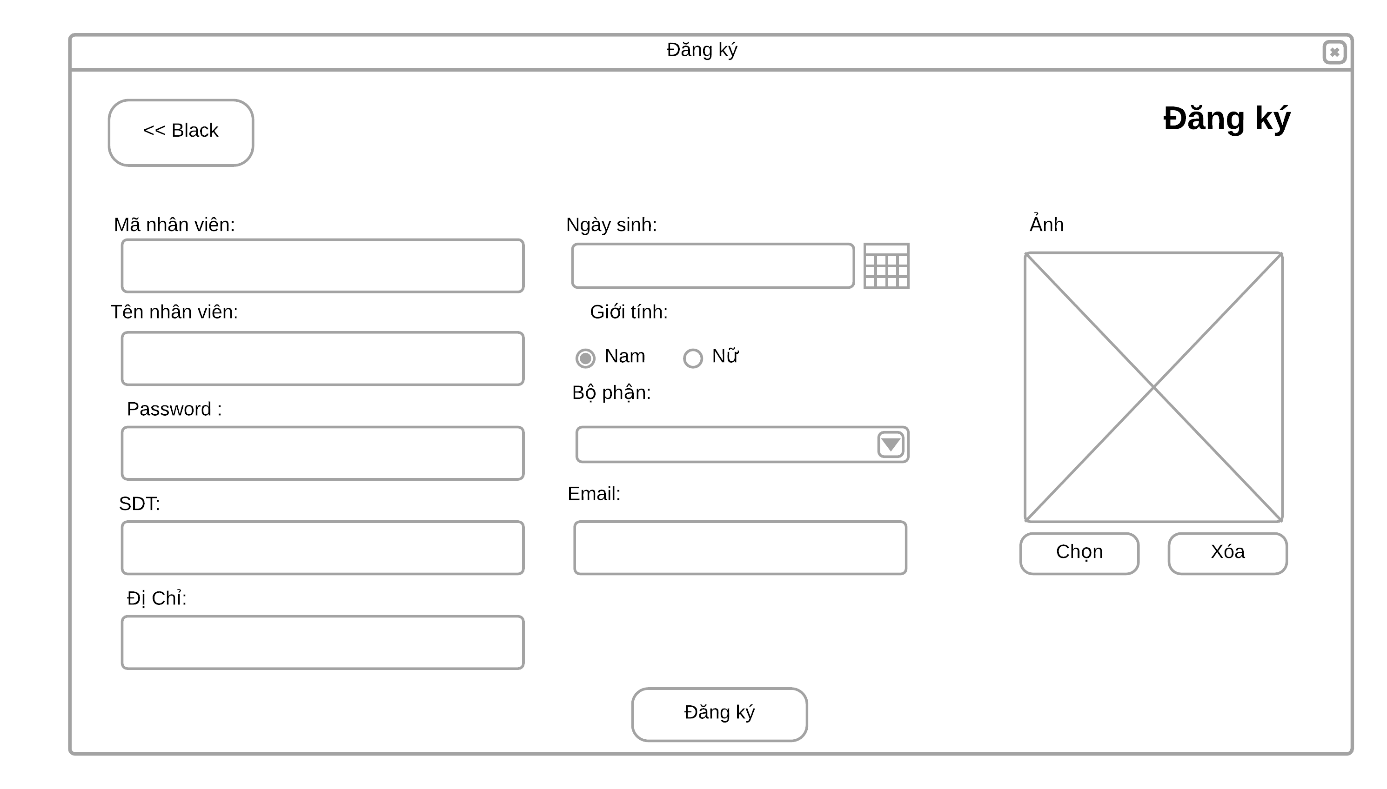 Đăng ký
<< Black
Đăng ký
Mã nhân viên:
Ngày sinh:
Ảnh
Tên nhân viên:
Giới tính:
Nam
Nữ
Bộ phận:
Password :
Email:
SDT:
Chọn
Xóa
Đị Chỉ:
Đăng ký